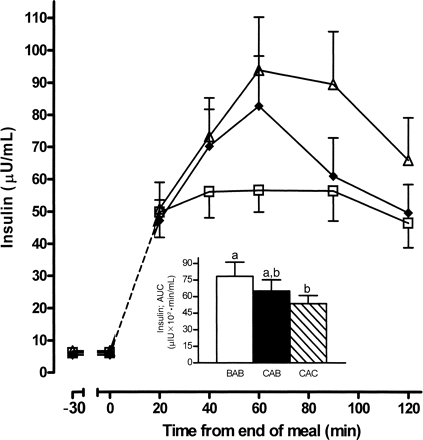 110
100
90
80
70
60
50
40
30
20
10
0
Insulin (μU/mL)
90
75
60
45
30
15
0
Insulin: AUC
(μIU×10²·min/mL)
a
a,b
b
BAB CAB CAC
-30 0 20 40 60 80 100 120
Time from end of meal (min)